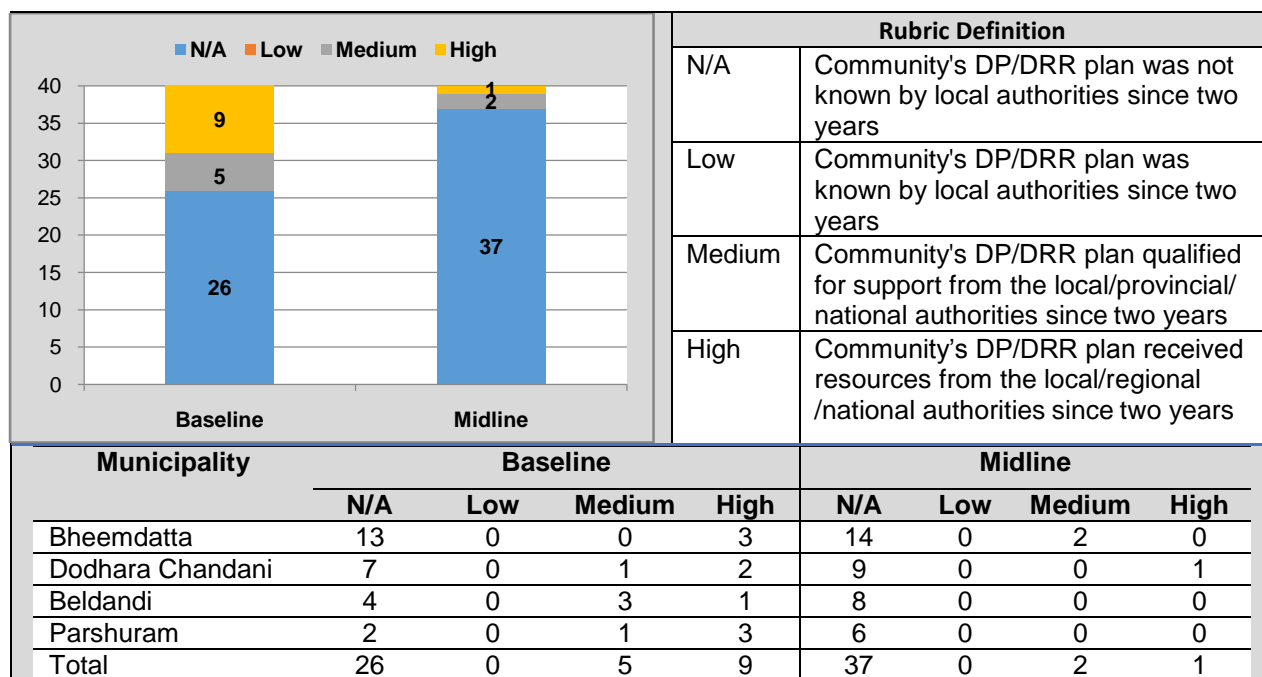 N/A Low Medium High
40
35
30
25
20
15
10
5
0
9
5
26
1
2
37
Baseline Midline
Rubric Definition
N/A Community's DP/DRR plan was not
known by local authorities since two
years
Low Community's DP/DRR plan was
known by local authorities since two
years
Medium Community's DP/DRR plan qualified
for support from the local/provincial/
national authorities since two years
High Community’s DP/DRR plan received
resources from the local/regional
/national authorities since two years
Municipality Baseline Midline
N/A Low Medium High N/A Low Medium High
Bheemdatta 13 0 0 3 14 0 2 0
Dodhara Chandani 7 0 1 2 9 0 0 1
Beldandi 4 0 3 1 8 0 0 0
Parshuram 2 0 1 3 6 0 0 0
Total 26 0 5 9 37 0 2 1